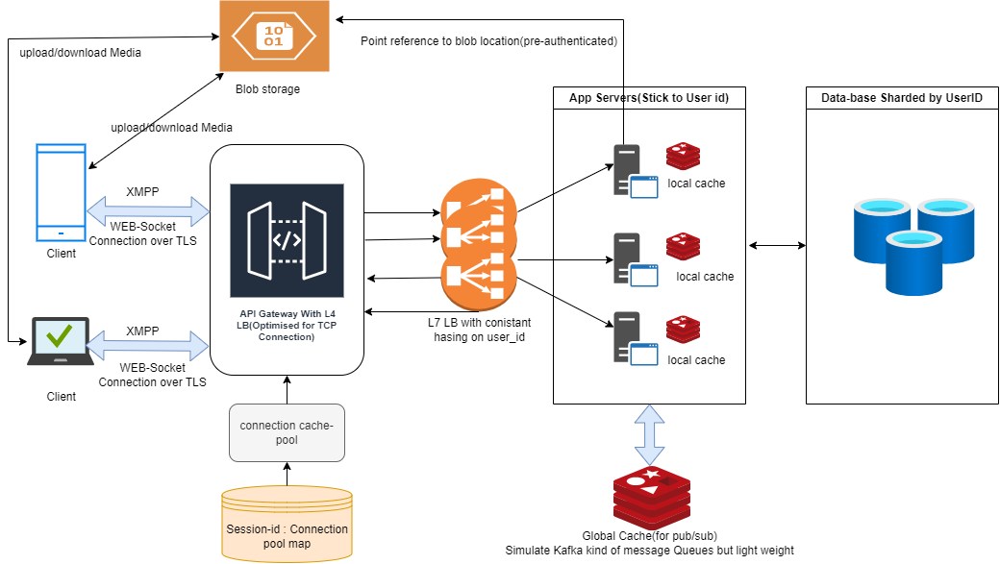 10
01
upload/download Media
Point reference to blob location(pre-authenticated)
Blob storage
App Servers(Stick to User id)
Data-base Sharded by UserID
upload/download Media
local cache
XMPP
WEB-Socket
Connection over TLS
Client
</>
local cache
API Gateway With L4
LB(Optimised for TCP
Connection)
L7 LB with conistant
hasing on user_id
XMPP
local cache
WEB-Socket
Connection over TLS
Client
connection cache-
pool
Session-id : Connection
pool map
Global Cache(for pub/sub)
Simulate Kafka kind of message Queues but light weight